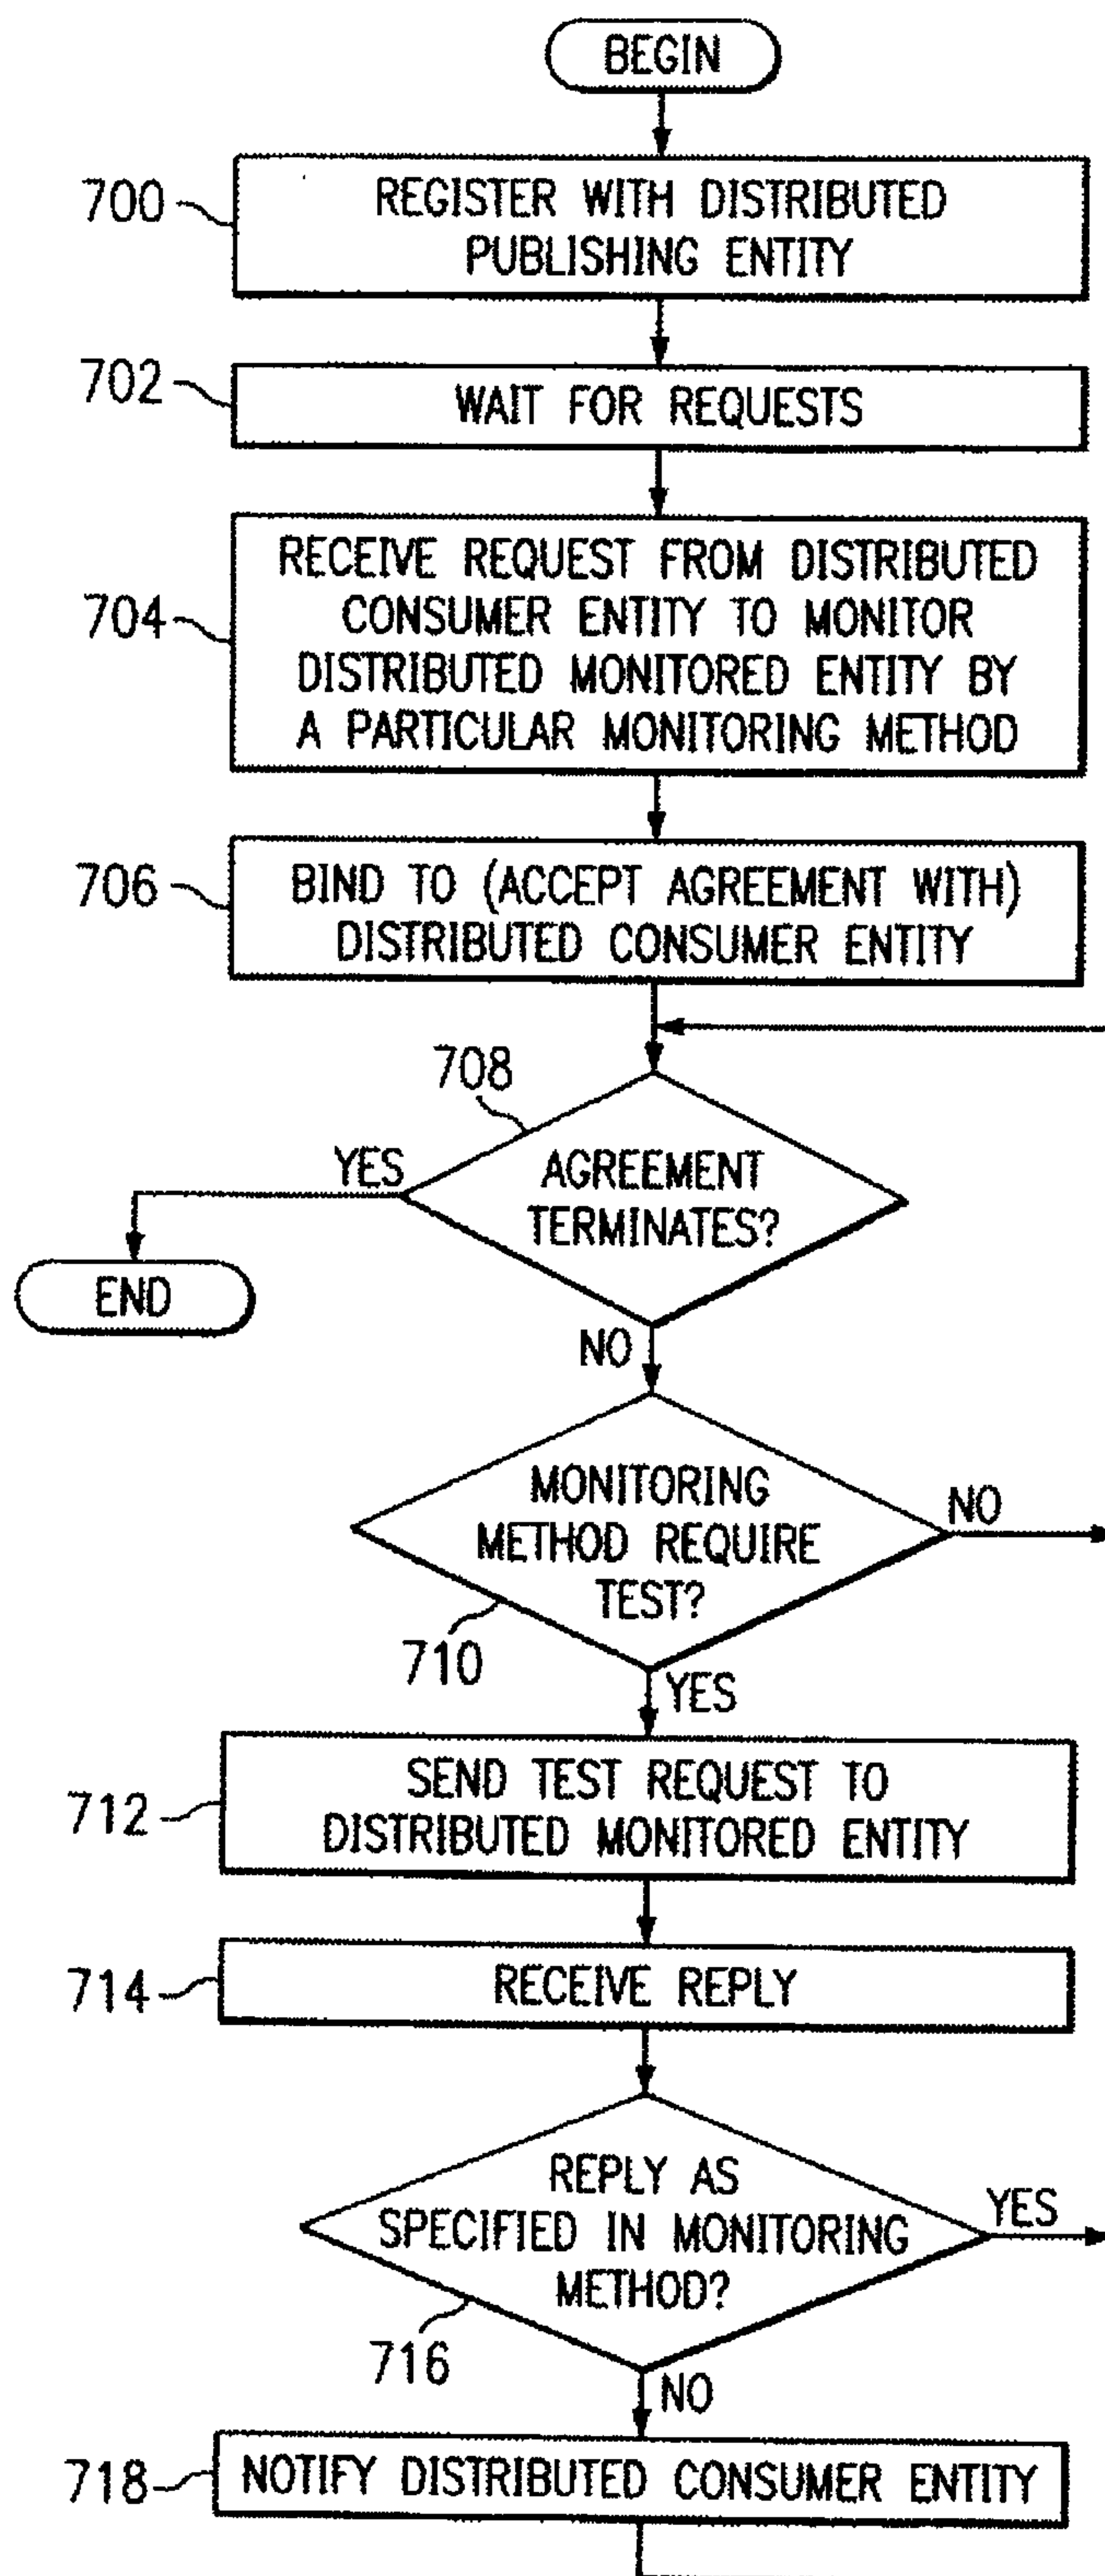 BEGIN
700
REGISTER WITH DISTRIBUTED
PUBLISHING ENTITY
702
WAIT FOR REQUESTS
704
RECEIVE REQUEST FROM DISTRIBUTED
CONSUMER ENTITY TO MONITOR
DISTRIBUTED MONITORED ENTITY BY
A PARTICULAR MONITORING METHOD
706
BIND TO (ACCEPT AGREEMENT WITH)
DISTRIBUTED CONSUMER ENTITY
708
YES
AGREEMENT
TERMINATES?
END
NO
MONITORING
METHOD REQUIRE
TEST?
NO
710
YES
712
SEND TEST REQUEST TO
DISTRIBUTED MONITORED ENTITY
714
RECEIVE REPLY
REPLY AS
SPECIFIED IN MONITORING
METHOD?
YES
716
NO
718
NOTIFY DISTRIBUTED CONSUMER ENTITY